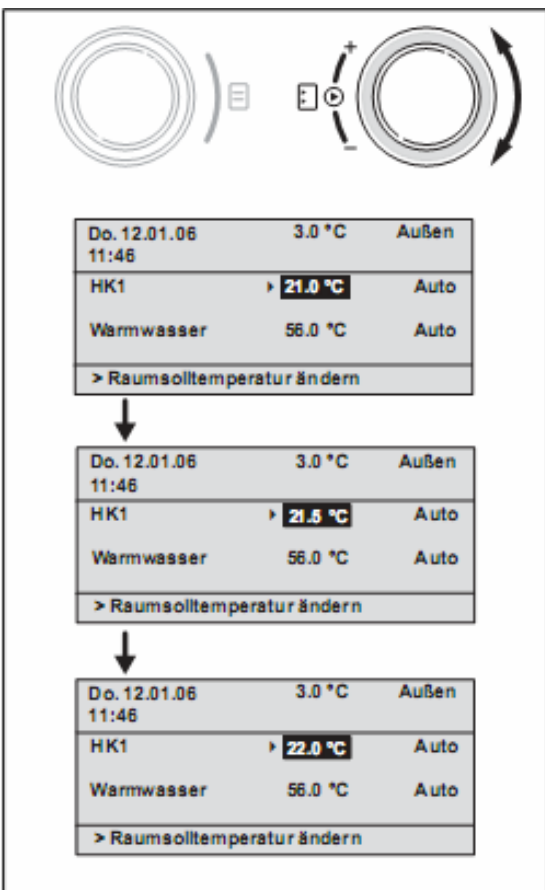 +
−
Do. 12.01.06 3.0 °C Außen
11:46
HK1 21.0 °C Auto
Warmwasser 56.0 °C Auto
> Raumsolltemperatur ändern
Do. 12.01.06 3.0 °C Außen
11:46
HK1 21.5 °C Auto
Warmwasser 56.0 °C Auto
> Raumsolltemperatur ändern
Do. 12.01.06 3.0 °C Außen
11:46
HK1 22.0 °C Auto
Warmwasser 56.0 °C Auto
> Raumsolltemperatur ändern